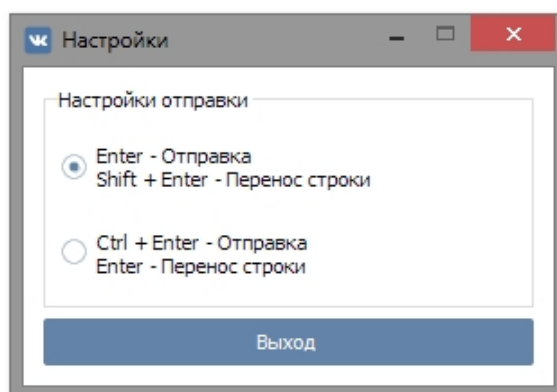 Настройки
Настройки отправки
Enter - Отправка
Shift + Enter - Перенос строки
Ctrl + Enter - Отправка
Enter - Перенос строки
Выход